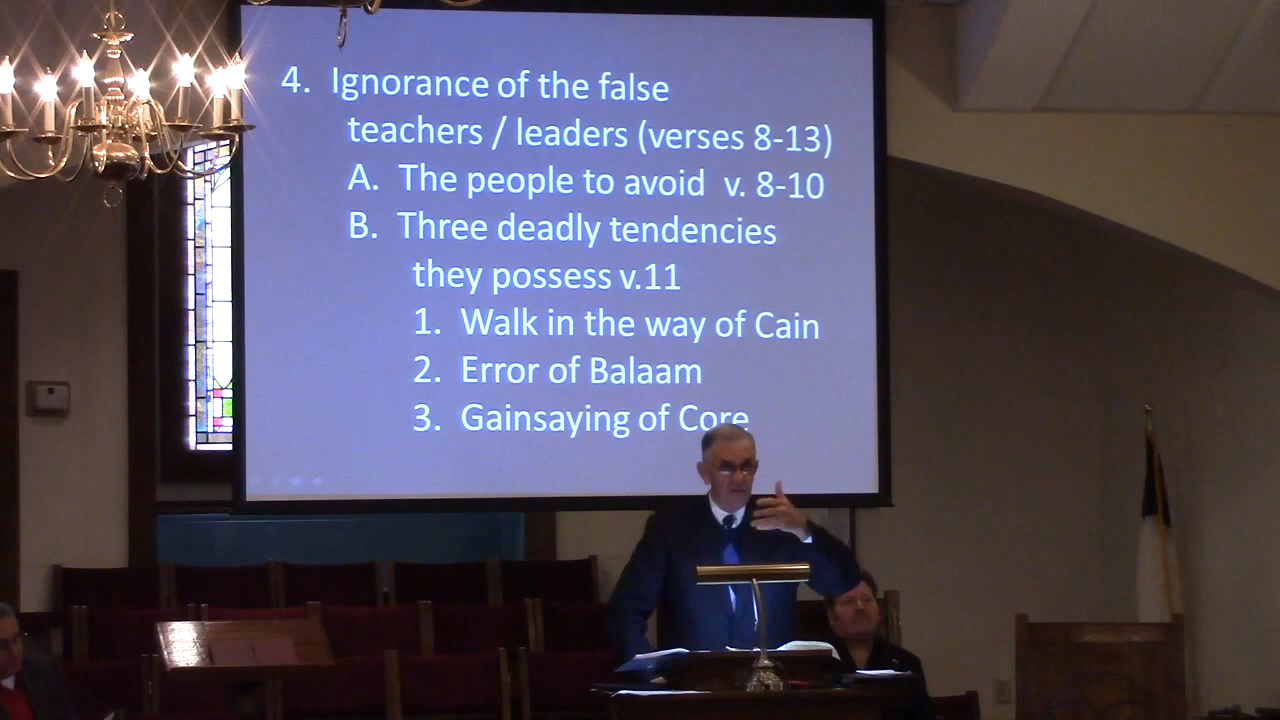 4. Ignorance of the false
teachers / leaders (verses 8-13)
A. The people to avoid v. 8-10
B. Three deadly tendencies
they possess v.11
1. Walk in the way of Cain
2. Error of Balaam
3. Gainsaying of Core